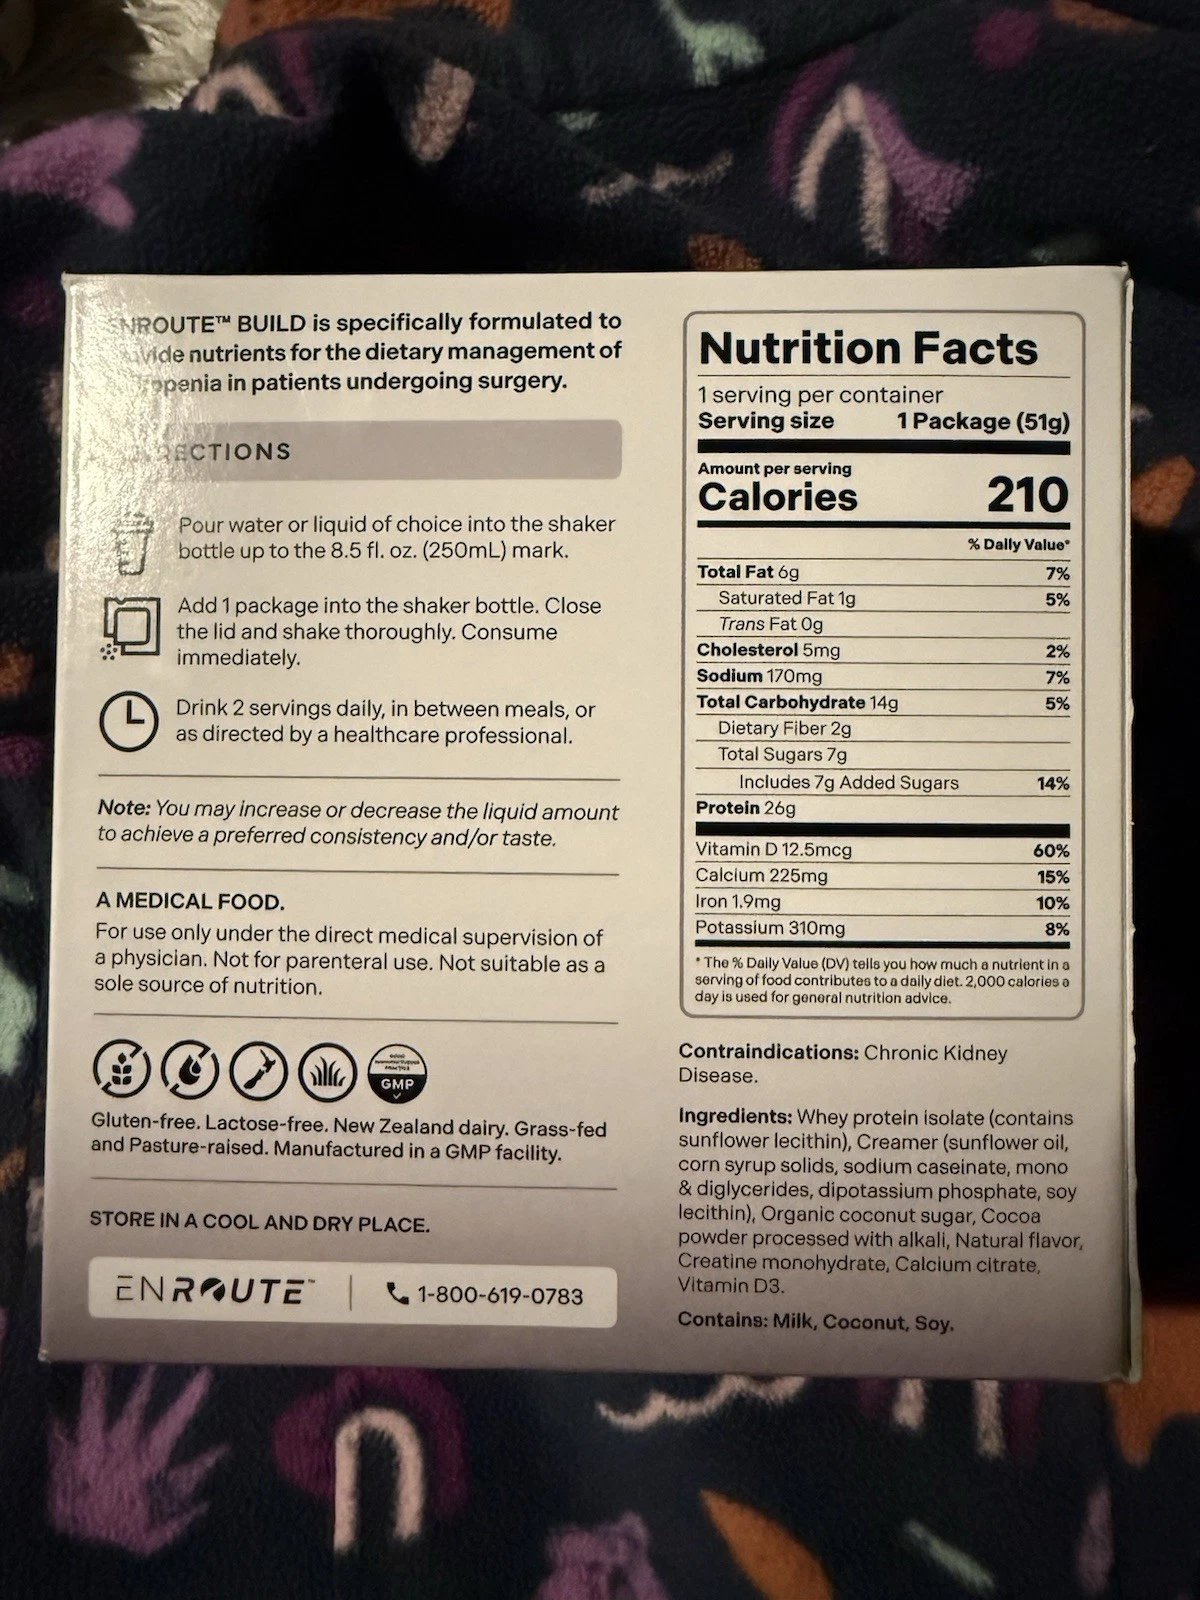 ENROUTE™ BUILD is specifically formulated to
nutrients for the dietary management of
in patients undergoing surgery.
DIRECTIONS
Pour water or liquid of choice into the shaker
bottle up to the 8.5 fl. oz. (250mL) mark.
Add 1 package into the shaker bottle. Close
the lid and shake thoroughly. Consume
immediately.
Drink 2 servings daily, in between meals, or
as directed by a healthcare professional.
Note: You may increase or decrease the liquid amount
to achieve a preferred consistency and/or taste.
A MEDICAL FOOD.
For use only under the direct medical supervision of
a physician. Not for parenteral use. Not suitable as a
sole source of nutrition.
GMP
Gluten-free. Lactose-free. New Zealand dairy. Grass-fed
and Pasture-raised. Manufactured in a GMP facility.
STORE IN A COOL AND DRY PLACE.
ENROUTE™ | 1-800-619-0783
Nutrition Facts
1 serving per container
Serving size 1 Package (51g)
Amount per serving
Calories 210
% Daily Value*
Total Fat 6g 7%
Saturated Fat 1g 5%
Trans Fat 0g
Cholesterol 5mg 2%
Sodium 170mg 7%
Total Carbohydrate 14g 5%
Dietary Fiber 2g
Total Sugars 7g
Includes 7g Added Sugars 14%
Protein 26g
Vitamin D 12.5mcg 60%
Calcium 225mg 15%
Iron 1.9mg 10%
Potassium 310mg 8%
* The % Daily Value (DV) tells you how much a nutrient in a
serving of food contributes to a daily diet. 2,000 calories a
day is used for general nutrition advice.
Contraindications: Chronic Kidney
Disease.
Ingredients: Whey protein isolate (contains
sunflower lecithin), Creamer (sunflower oil,
corn syrup solids, sodium caseinate, mono
& diglycerides, dipotassium phosphate, soy
lecithin), Organic coconut sugar, Cocoa
powder processed with alkali, Natural flavor,
Creatine monohydrate, Calcium citrate,
Vitamin D3.
Contains: Milk, Coconut, Soy.